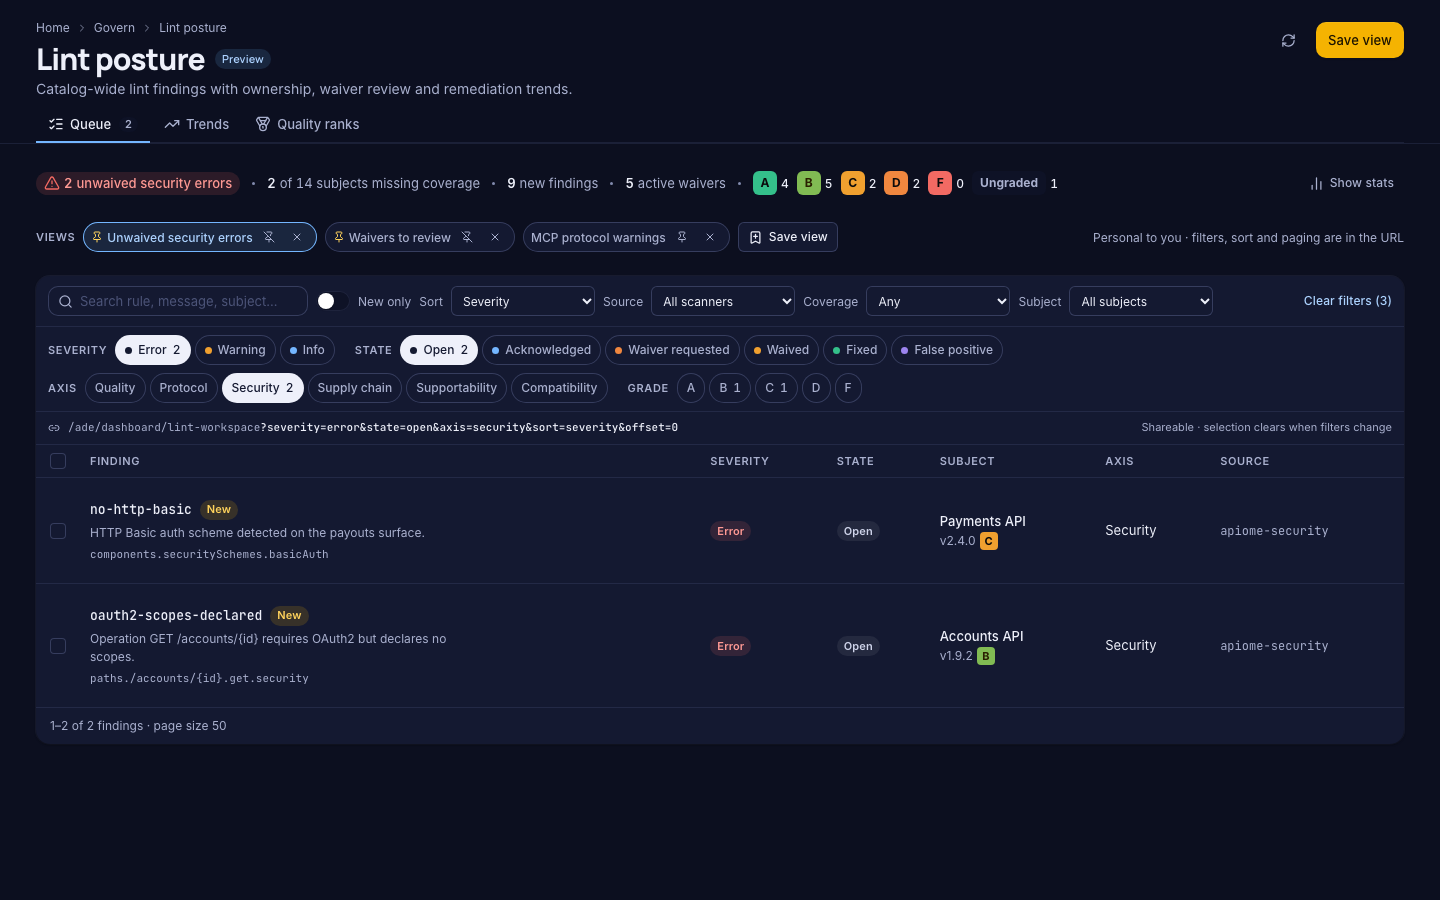 Home > Govern > Lint posture
Lint posture Preview
Catalog-wide lint findings with ownership, waiver review and remediation trends.
Save view
Queue 2 Trends Quality ranks
2 unwaived security errors • 2 of 14 subjects missing coverage • 9 new findings • 5 active waivers • A 4 B 5 C 2 D 2 F 0 Ungraded 1 Show stats
VIEWS Unwaived security errors × Waivers to review × MCP protocol warnings × Save view Personal to you · filters, sort and paging are in the URL
Search rule, message, subject... New only Sort Severity Source All scanners Coverage Any Subject All subjects Clear filters (3)
SEVERITY Error 2 Warning Info STATE Open 2 Acknowledged Waiver requested Waived Fixed False positive
AXIS Quality Protocol Security 2 Supply chain Supportability Compatibility GRADE A B 1 C 1 D F
/ade/dashboard/lint-workspace?severity=error&state=open&axis=security&sort=severity&offset=0 Shareable · selection clears when filters change
FINDING SEVERITY STATE SUBJECT AXIS SOURCE
no-http-basic New
HTTP Basic auth scheme detected on the payouts surface.
components.securitySchemes.basicAuth
Error Open Payments API
v2.4.0 C
Security apiome-security
oauth2-scopes-declared New
Operation GET /accounts/{id} requires OAuth2 but declares no
scopes.
paths./accounts/{id}.get.security
Error Open Accounts API
v1.9.2 B
Security apiome-security
1–2 of 2 findings · page size 50